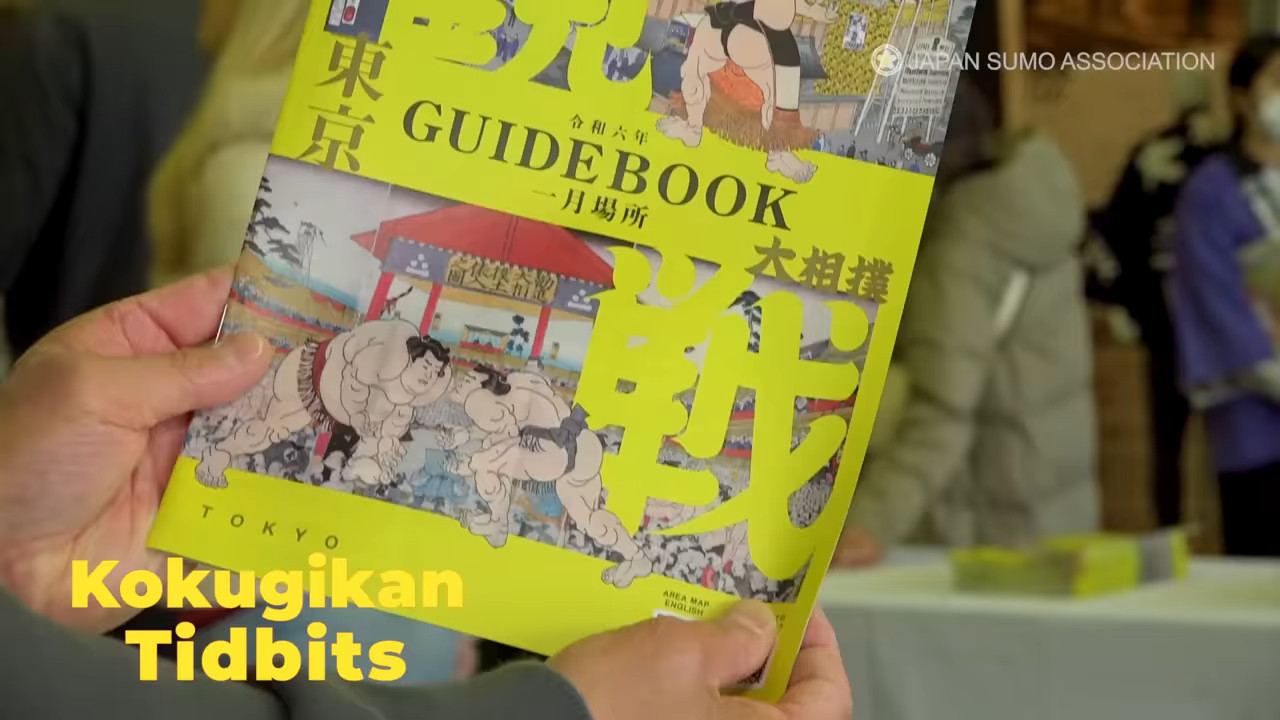 JAPAN SUMO ASSOCIATION
東京
令和六年
GUIDEBOOK
一月場所
大相撲
戦
TOKYO
AREA MAP
ENGLISH
Kokugikan
Tidbits